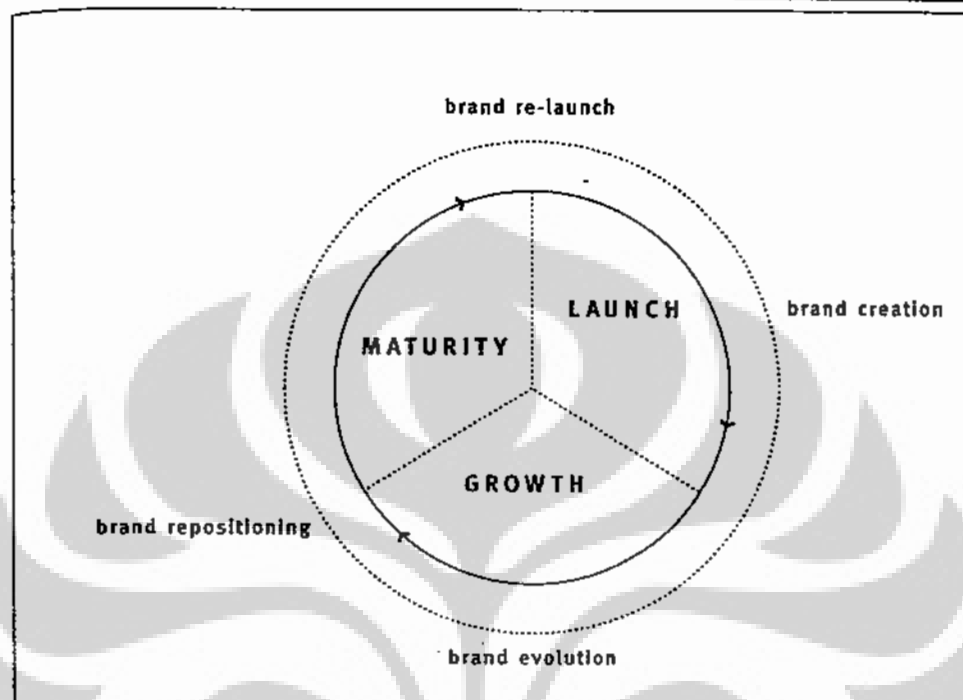 brand re-launch
LAUNCH
brand creation
MATURITY
GROWTH
brand repositioning
brand evolution